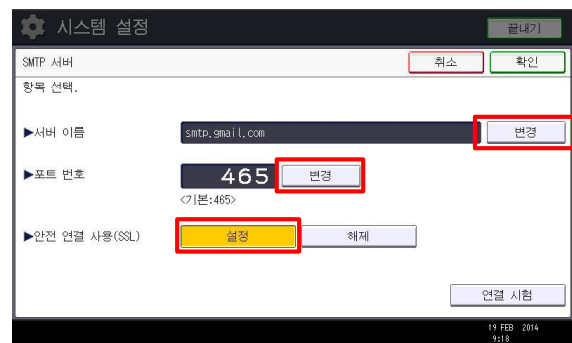 시스템 설정 끝내기
SMTP 서버 취소 확인
항목 선택.
▶서버 이름 smtp.gmail.com 변경
▶포트 번호 465 변경
<기본:465>
▶안전 연결 사용(SSL) 설정 해제
연결 시험
19 FEB 2014
9:18